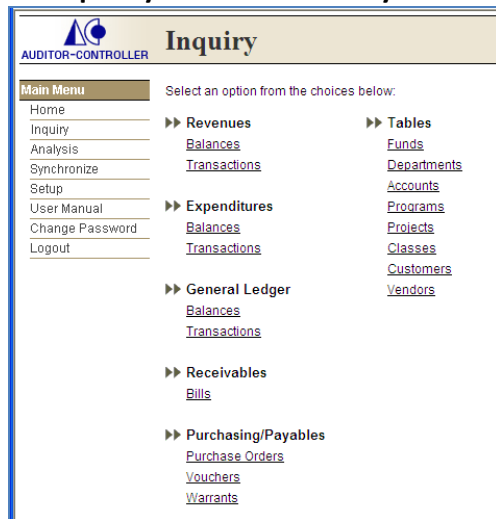 AUDITOR-CONTROLLER
Inquiry
Main Menu
Home
Inquiry
Analysis
Synchronize
Setup
User Manual
Change Password
Logout
Select an option from the choices below:
Revenues
Balances
Transactions
Expenditures
Balances
Transactions
General Ledger
Balances
Transactions
Receivables
Bills
Purchasing/Payables
Purchase Orders
Vouchers
Warrants
Tables
Funds
Departments
Accounts
Programs
Projects
Classes
Customers
Vendors